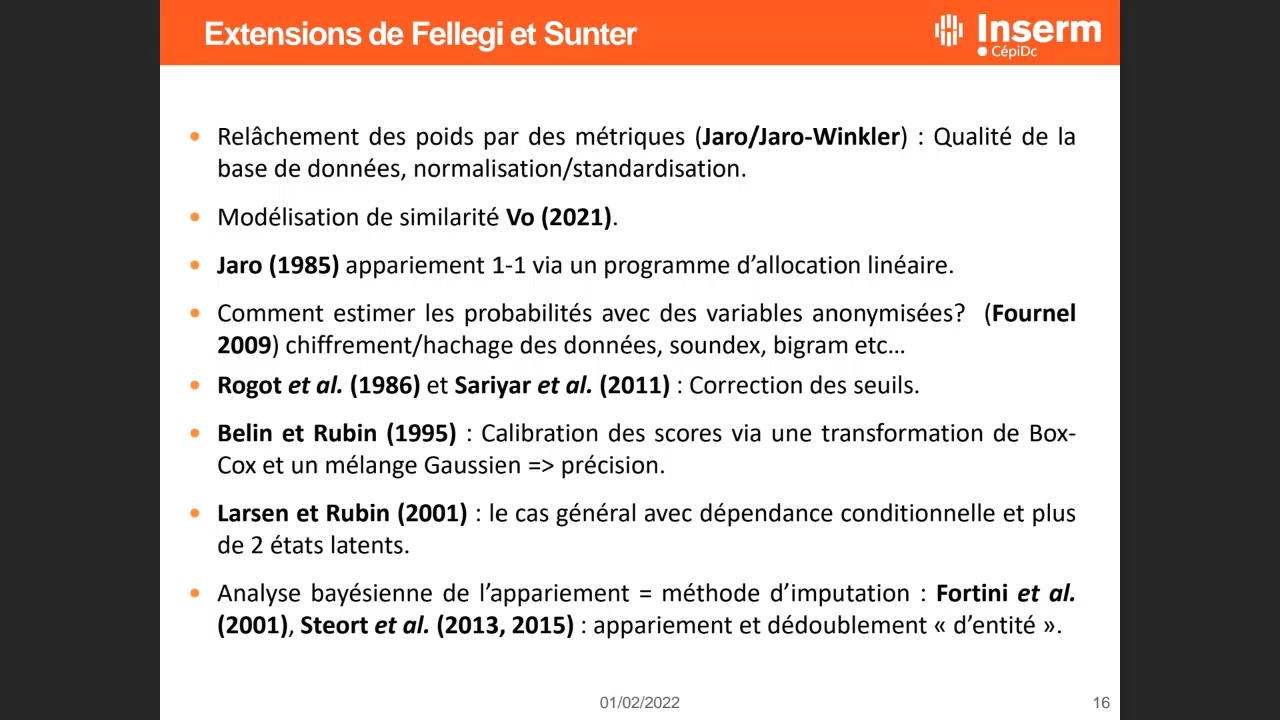 Extensions de Fellegi et Sunter
Inserm
CépiDc
Relâchement des poids par des métriques (Jaro/Jaro-Winkler) : Qualité de la
base de données, normalisation/standardisation.
Modélisation de similarité Vo (2021).
Jaro (1985) appariement 1-1 via un programme d’allocation linéaire.
Comment estimer les probabilités avec des variables anonymisées? (Fournel
2009) chiffrement/hachage des données, soundex, bigram etc…
Rogot et al. (1986) et Sariyar et al. (2011) : Correction des seuils.
Belin et Rubin (1995) : Calibration des scores via une transformation de Box-
Cox et un mélange Gaussien => précision.
Larsen et Rubin (2001) : le cas général avec dépendance conditionnelle et plus
de 2 états latents.
Analyse bayésienne de l’appariement = méthode d’imputation : Fortini et al.
(2001), Steort et al. (2013, 2015) : appariement et dédoublement « d’entité ».
01/02/2022
16